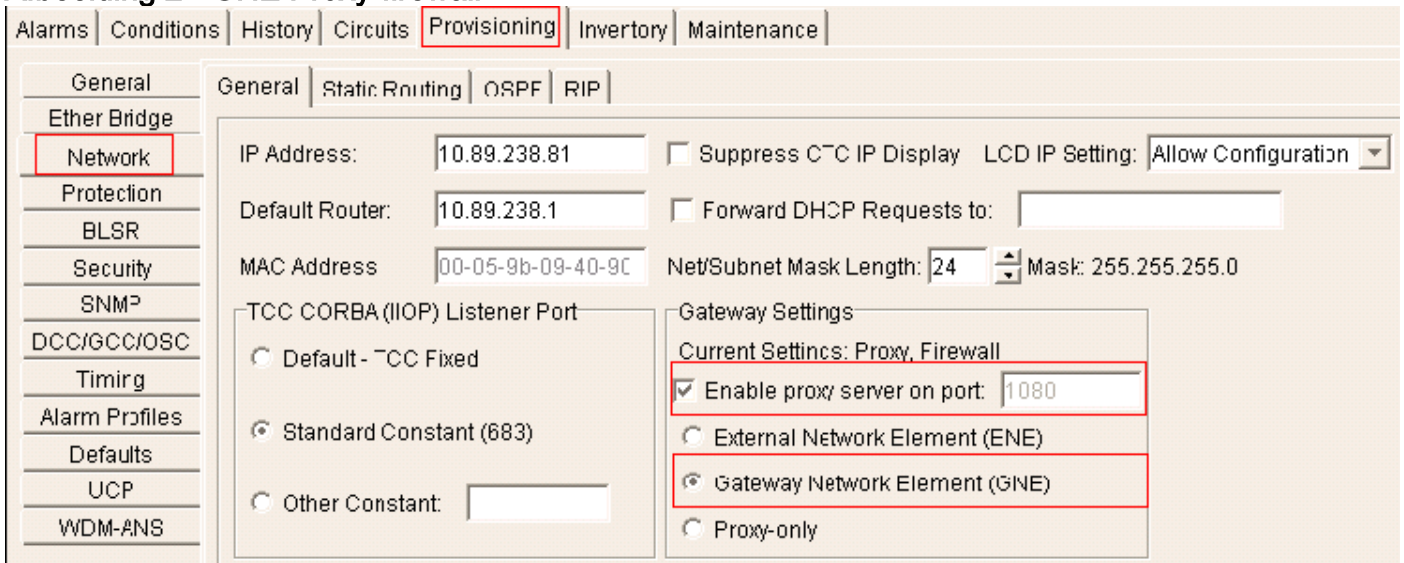 Alarms Conditions History Circuits Provisioning Inventory Maintenance
General
Ether Bridge
Network
Protection
BLSR
Security
SNMP
DCC/GCC/OSC
Timing
Alarm Profiles
Defaults
UCP
WDM-ANS
General Static Routing OSPF RIP
IP Address: 10.89.238.81 Suppress CTC IP Display LCD IP Setting: Allow Configuration
Default Router: 10.89.238.1 Forward DHCP Requests to:
MAC Address 00-05-9b-09-40-90 Net/Subnet Mask Length: 24 Mask: 255.255.255.0
TCC CORBA (IIOP) Listener Port
Default - TCC Fixed
Standard Constant (683)
Other Constant:
Gateway Settings
Current Settings: Proxy, Firewall
Enable proxy server on port: 1080
External Network Element (ENE)
Gateway Network Element (GNE)
Proxy-only